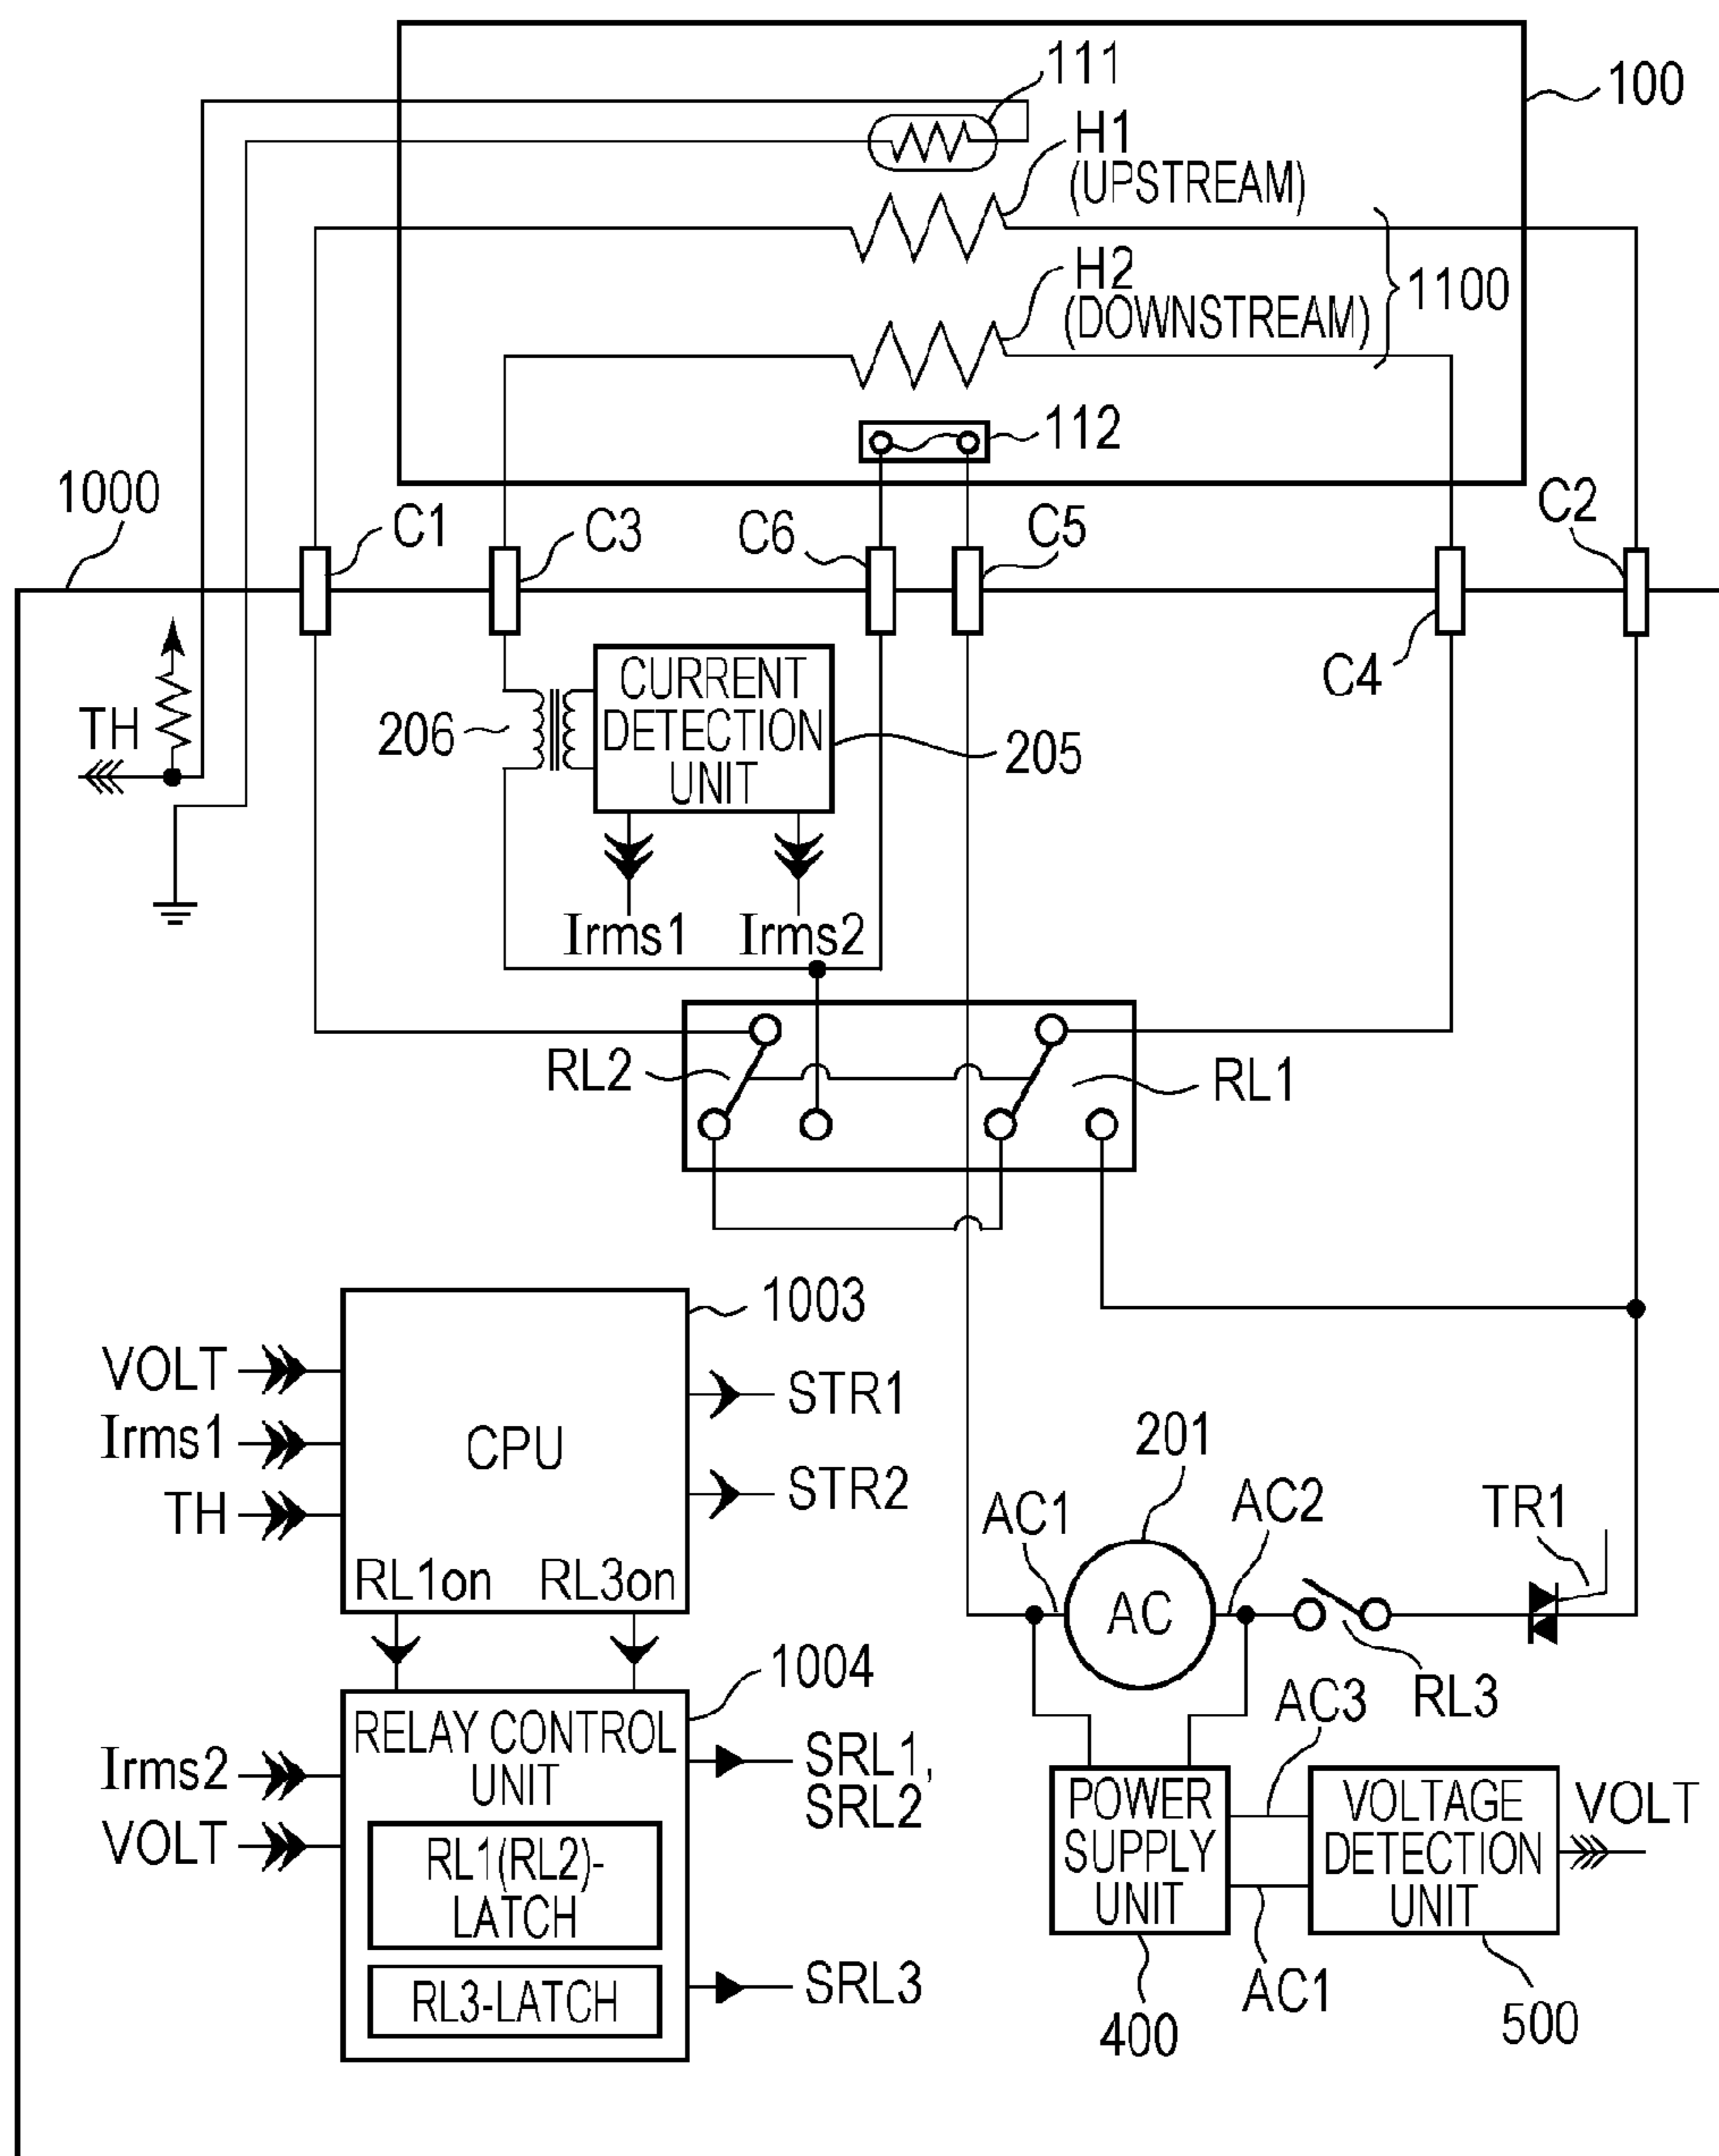 111
100
H1
(UPSTREAM)
H2
(DOWNSTREAM)
1100
112
1000
C1
C3
C6
C5
C2
C4
TH
206
CURRENT
DETECTION
UNIT
205
Irms1
Irms2
RL2
RL1
1003
VOLT
Irms1
TH
CPU
STR1
STR2
RL1on
RL3on
201
AC1
AC
AC2
TR1
RL3
1004
Irms2
VOLT
RELAY CONTROL
UNIT
RL1(RL2)-
LATCH
RL3-LATCH
SRL1,
SRL2
SRL3
AC3
POWER
SUPPLY
UNIT
VOLTAGE
DETECTION
UNIT
VOLT
AC1
400
500